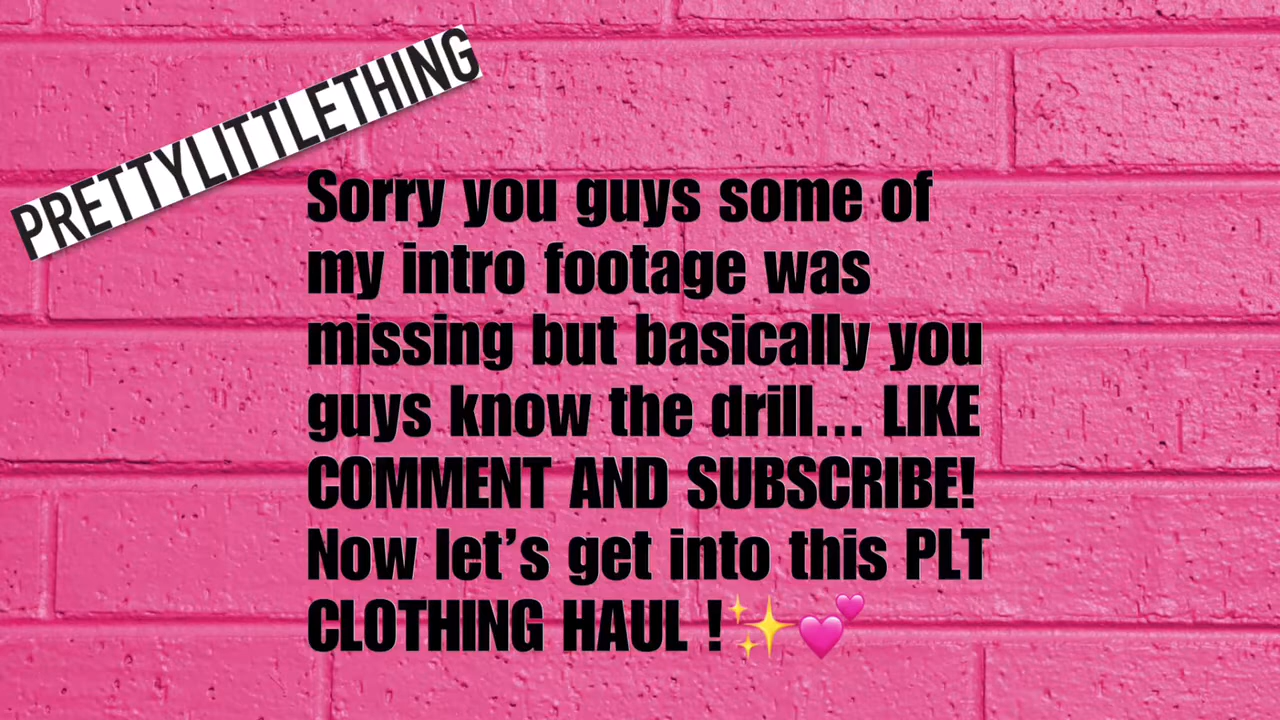 PRETTYLITTLETHING
Sorry you guys some of
my intro footage was
missing but basically you
guys know the drill... LIKE
COMMENT AND SUBSCRIBE!
Now let’s get into this PLT
CLOTHING HAUL !✨💕